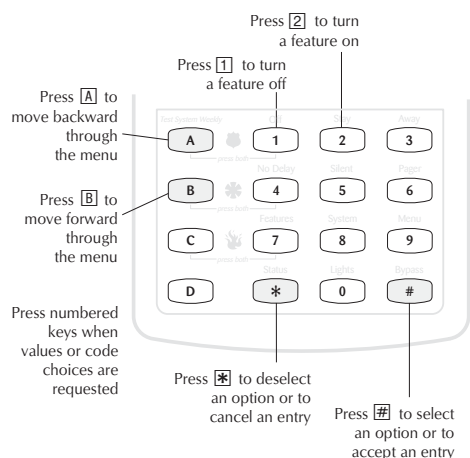 Press 2 to turn
a feature on
Press 1 to turn
a feature off
Press A to
move backward
through
the menu
Press B to
move forward
through
the menu
Press numbered
keys when
values or code
choices are
requested
Test System Weekly Off Stay Away
A 1 2 3
press both
No Delay Silent Pager
B 4 5 6
press both
Features System Menu
C 7 8 9
press both
Status Lights Bypass
D * 0 #
Press * to deselect
an option or to
cancel an entry
Press # to select
an option or to
accept an entry